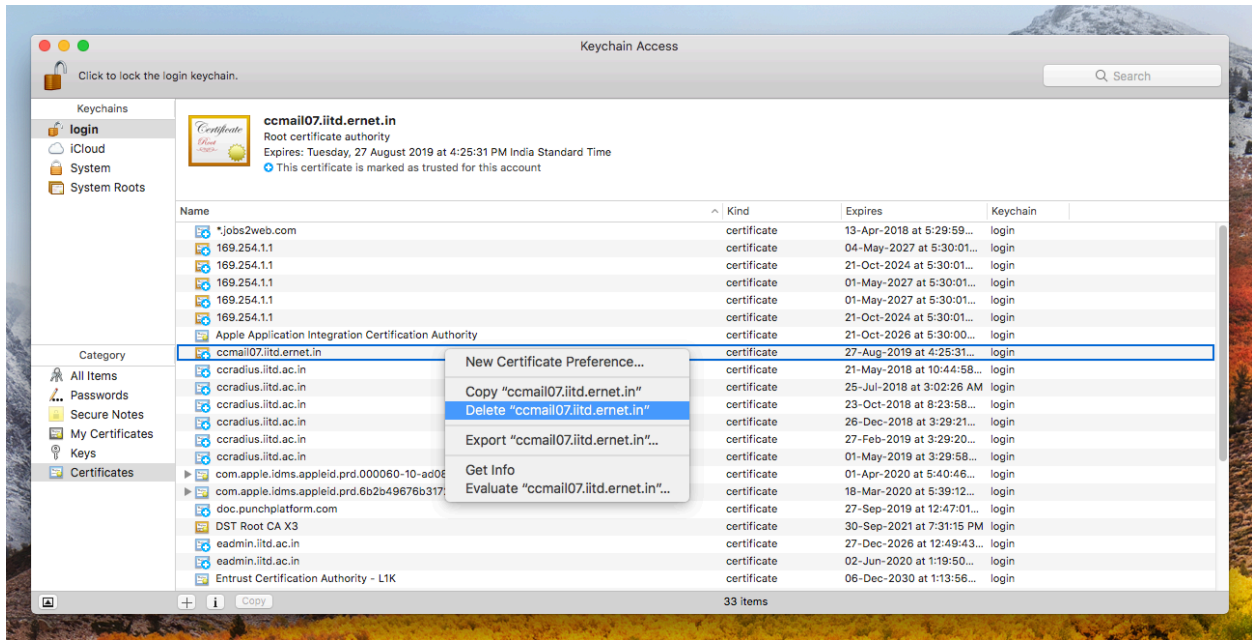 Keychain Access
Click to lock the login keychain.
Search
Keychains
login
iCloud
System
System Roots
Certificate
Root
ccmail07.iitd.ernet.in
Root certificate authority
Expires: Tuesday, 27 August 2019 at 4:25:31 PM India Standard Time
This certificate is marked as trusted for this account
Name Kind Expires Keychain
*.jobs2web.com certificate 13-Apr-2018 at 5:29:59... login
169.254.1.1 certificate 04-May-2027 at 5:30:01... login
169.254.1.1 certificate 21-Oct-2024 at 5:30:01... login
169.254.1.1 certificate 01-May-2027 at 5:30:01... login
169.254.1.1 certificate 01-May-2027 at 5:30:01... login
169.254.1.1 certificate 21-Oct-2024 at 5:30:01... login
Apple Application Integration Certification Authority certificate 21-Oct-2026 at 5:30:00... login
ccmail07.iitd.ernet.in certificate 27-Aug-2019 at 4:25:31... login
ccradius.iitd.ac.in certificate 21-May-2018 at 10:44:58... login
ccradius.iitd.ac.in certificate 25-Jul-2018 at 3:02:26 AM login
ccradius.iitd.ac.in certificate 23-Oct-2018 at 8:23:58... login
ccradius.iitd.ac.in certificate 26-Dec-2018 at 3:29:21... login
ccradius.iitd.ac.in certificate 27-Feb-2019 at 3:29:20... login
ccradius.iitd.ac.in certificate 01-May-2019 at 3:29:58... login
com.apple.idms.appleid.prd.000060-10-ad08 certificate 01-Apr-2020 at 5:40:46... login
com.apple.idms.appleid.prd.6b2b49676b317 certificate 18-Mar-2020 at 5:39:12... login
doc.punchplatform.com certificate 27-Sep-2019 at 12:47:01... login
DST Root CA X3 certificate 30-Sep-2021 at 7:31:15 PM login
eadmin.iitd.ac.in certificate 27-Dec-2026 at 12:49:43... login
eadmin.iitd.ac.in certificate 02-Jun-2020 at 1:19:50... login
Entrust Certification Authority - L1K certificate 06-Dec-2030 at 1:13:56... login
New Certificate Preference...
Copy “ccmail07.iitd.ernet.in”
Delete “ccmail07.iitd.ernet.in”
Export “ccmail07.iitd.ernet.in”...
Get Info
Evaluate “ccmail07.iitd.ernet.in”...
Category
All Items
Passwords
Secure Notes
My Certificates
Keys
Certificates
Copy
33 items